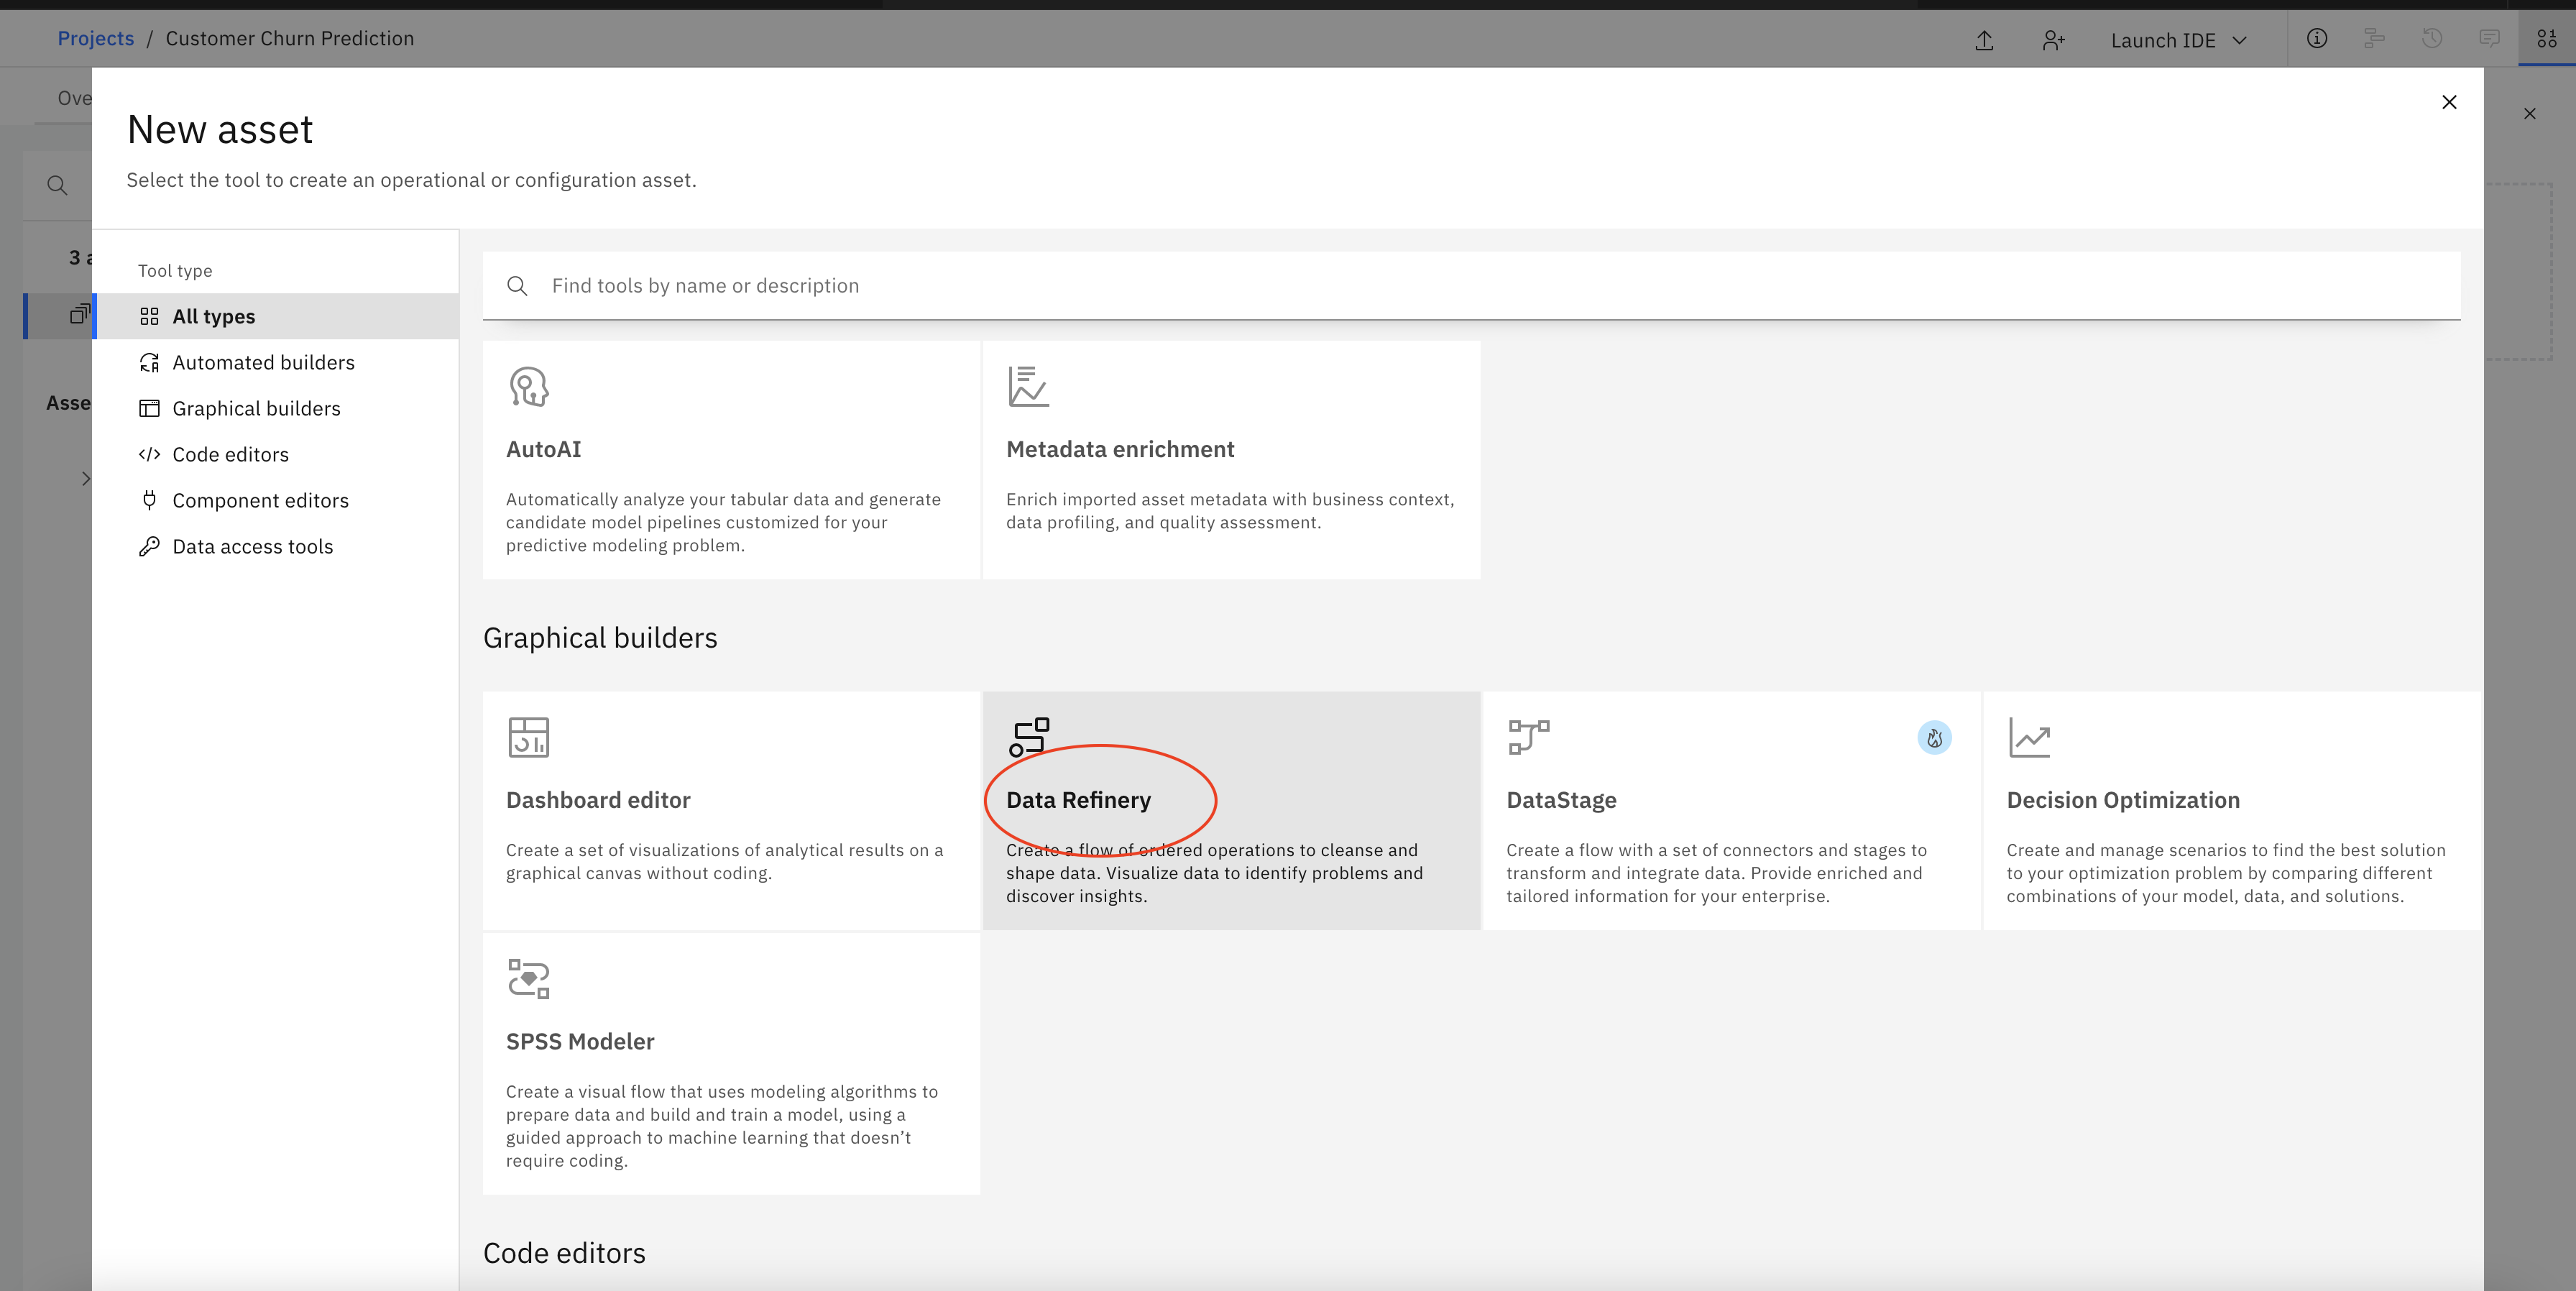 Projects / Customer Churn Prediction
Launch IDE
Ove
New asset
Select the tool to create an operational or configuration asset.
3 a
Asse
Tool type
All types
Automated builders
Graphical builders
Code editors
Component editors
Data access tools
Find tools by name or description
AutoAI
Automatically analyze your tabular data and generate
candidate model pipelines customized for your
predictive modeling problem.
Metadata enrichment
Enrich imported asset metadata with business context,
data profiling, and quality assessment.
Graphical builders
Dashboard editor
Create a set of visualizations of analytical results on a
graphical canvas without coding.
Data Refinery
Create a flow of ordered operations to cleanse and
shape data. Visualize data to identify problems and
discover insights.
DataStage
Create a flow with a set of connectors and stages to
transform and integrate data. Provide enriched and
tailored information for your enterprise.
Decision Optimization
Create and manage scenarios to find the best solution
to your optimization problem by comparing different
combinations of your model, data, and solutions.
SPSS Modeler
Create a visual flow that uses modeling algorithms to
prepare data and build and train a model, using a
guided approach to machine learning that doesn’t
require coding.
Code editors